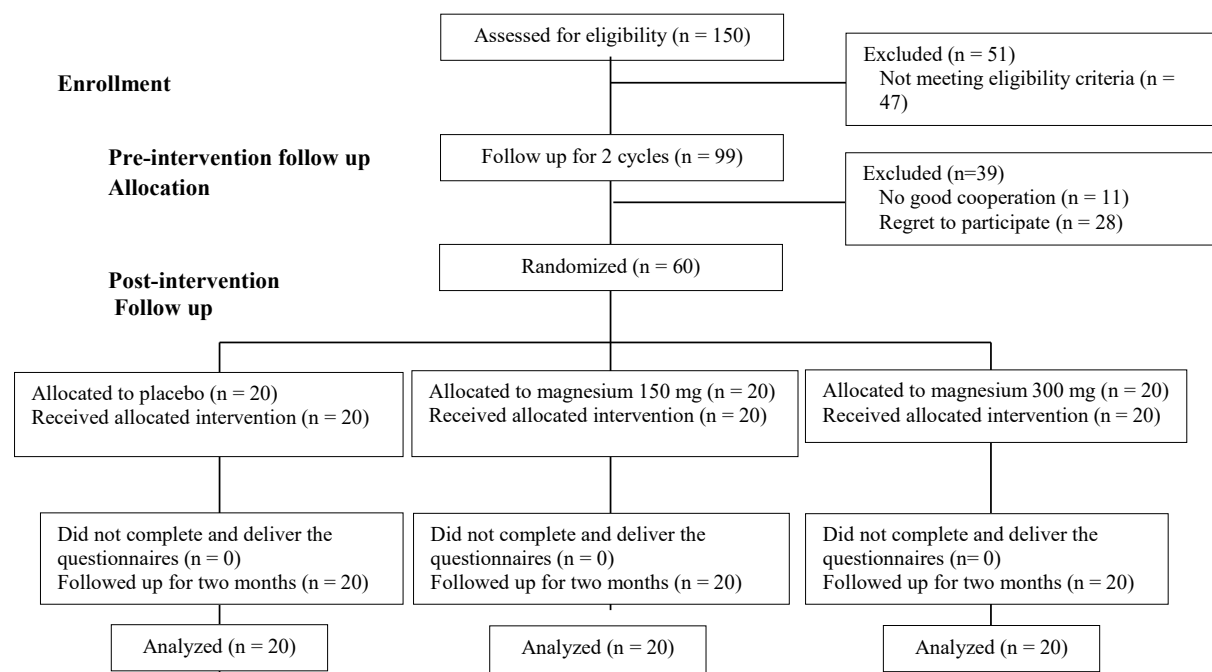 Assessed for eligibility (n = 150)
Excluded (n = 51)
Not meeting eligibility criteria (n =
47)
Enrollment
Pre-intervention follow up
Allocation
Follow up for 2 cycles (n = 99)
Excluded (n=39)
No good cooperation (n = 11)
Regret to participate (n = 28)
Randomized (n = 60)
Post-intervention
Follow up
Allocated to placebo (n = 20)
Received allocated intervention (n = 20)
Allocated to magnesium 150 mg (n = 20)
Received allocated intervention (n = 20)
Allocated to magnesium 300 mg (n = 20)
Received allocated intervention (n = 20)
Did not complete and deliver the
questionnaires (n = 0)
Followed up for two months (n = 20)
Did not complete and deliver the
questionnaires (n = 0)
Followed up for two months (n = 20)
Did not complete and deliver the
questionnaires (n= 0)
Followed up for two months (n = 20)
Analyzed (n = 20)
Analyzed (n = 20)
Analyzed (n = 20)